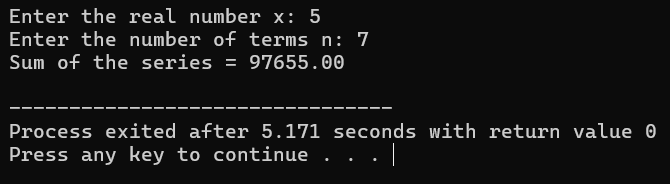 Enter the real number x: 5
Enter the number of terms n: 7
Sum of the series = 97655.00
--------------------------------
Process exited after 5.171 seconds with return value 0
Press any key to continue . . .